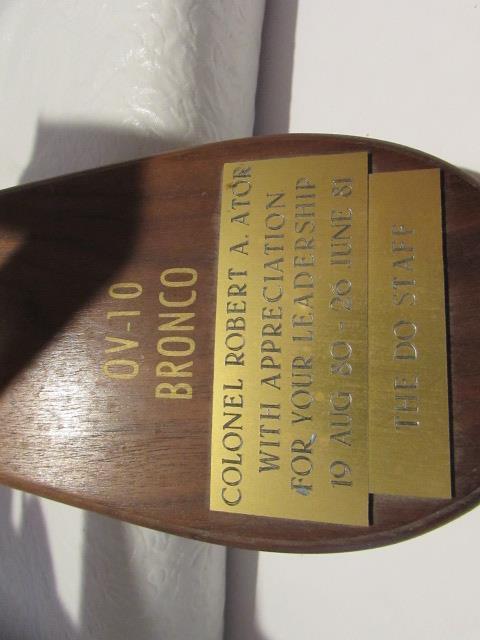 OV-10
BRONCO
COLONEL ROBERT A. ATOR
WITH APPRECIATION
FOR YOUR LEADERSHIP
19 AUG 80 - 26 JUNE 81
THE DO STAFF